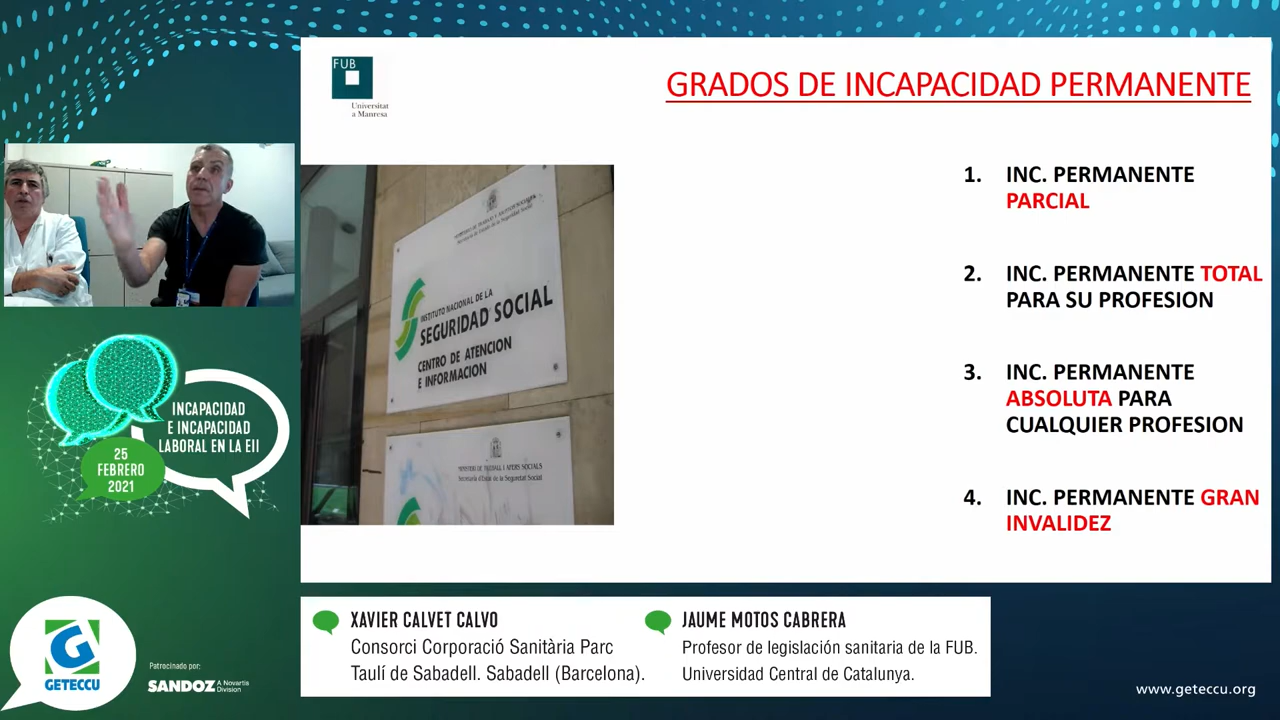 FUB
Universitat
a Manresa
GRADOS DE INCAPACIDAD PERMANENTE
INSTITUTO NACIONAL DE LA
SEGURIDAD SOCIAL
CENTRO DE ATENCION
E INFORMACION
1. INC. PERMANENTE
PARCIAL
2. INC. PERMANENTE TOTAL
PARA SU PROFESION
3. INC. PERMANENTE
ABSOLUTA PARA
CUALQUIER PROFESION
4. INC. PERMANENTE GRAN
INVALIDEZ
INCAPACIDAD
E INCAPACIDAD
LABORAL EN LA EII
25
FEBRERO
2021
G
GETECCU
Patrocinado por:
SANDOZ A Novartis
Division
XAVIER CALVET CALVO
Consorci Corporació Sanitària Parc
Taulí de Sabadell. Sabadell (Barcelona).
JAUME MOTOS CABRERA
Profesor de legislación sanitaria de la FUB.
Universidad Central de Catalunya.
www.geteccu.org